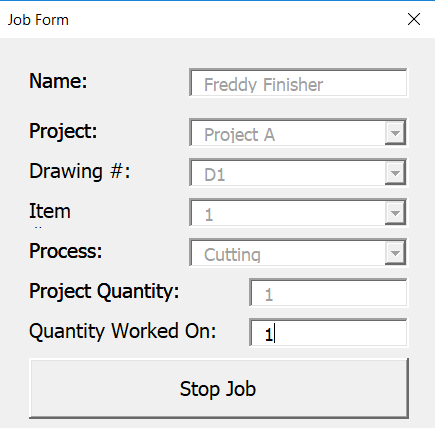 Job Form
Name: Freddy Finisher
Project: Project A
Drawing #: D1
Item 1
Process: Cutting
Project Quantity: 1
Quantity Worked On: 1
Stop Job